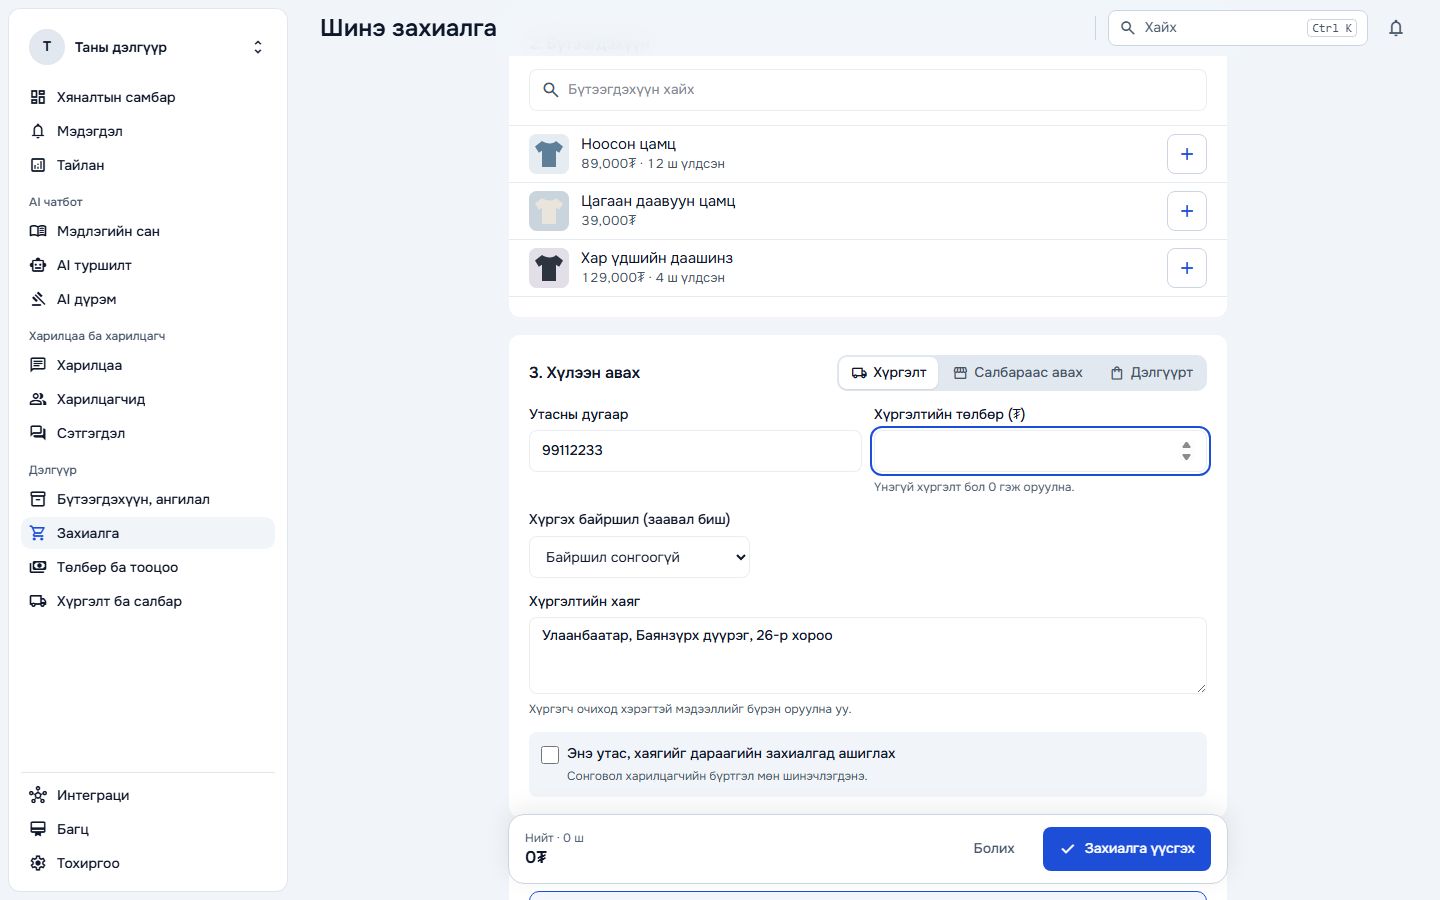 Таны дэлгүүр
Т
Хяналтын самбар
Мэдэгдэл
Тайлан
AI чатбот
Мэдлэгийн сан
AI туршилт
AI дүрэм
Харилцаа ба харилцагч
Харилцаа
Харилцагчид
Сэтгэгдэл
Дэлгүүр
Бүтээгдэхүүн, ангилал
Захиалга
Төлбөр ба тооцоо
Хүргэлт ба салбар
Интеграци
Багц
Тохиргоо
Шинэ захиалга
Хайх
Ctrl K
2. Бүтээгдэхүүн
Бүтээгдэхүүн хайх
Ноосон цамц
89,000₮ · 12 ш үлдсэн
Цагаан даавуун цамц
39,000₮
Хар үдшийн даашинз
129,000₮ · 4 ш үлдсэн
3. Хүлээн авах
Хүргэлт
Салбараас авах
Дэлгүүрт
Утасны дугаар
Хүргэлтийн төлбөр (₮)
99112233
Үнэгүй хүргэлт бол 0 гэж оруулна.
Хүргэх байршил (заавал биш)
Байршил сонгоогүй
Хүргэлтийн хаяг
Улаанбаатар, Баянзүрх дүүрэг, 26-р хороо
Хүргэгч очиход хэрэгтэй мэдээллийг бүрэн оруулна уу.
Энэ утас, хаягийг дараагийн захиалгад ашиглах
Сонговол харилцагчийн бүртгэл мөн шинэчлэгдэнэ.
Нийт · 0 ш
0₮
Болих
Захиалга үүсгэх